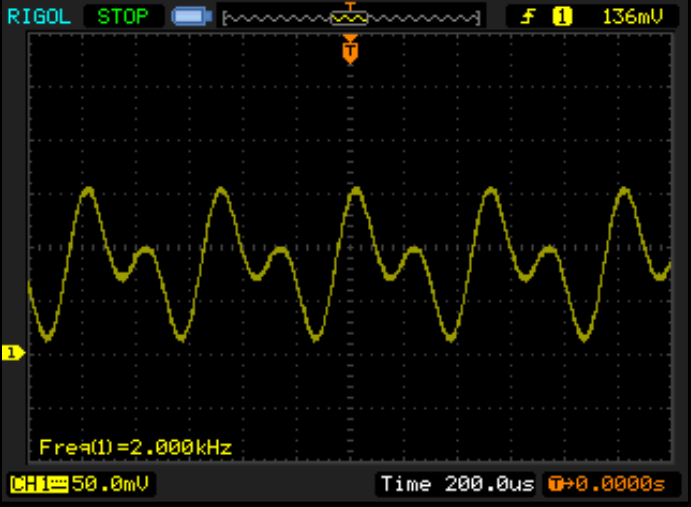 RIGOL STOP T 1 136mV
T
1
Freq(1)=2.000kHz
CH1 50.0mV Time 200.0us T→0.0000s